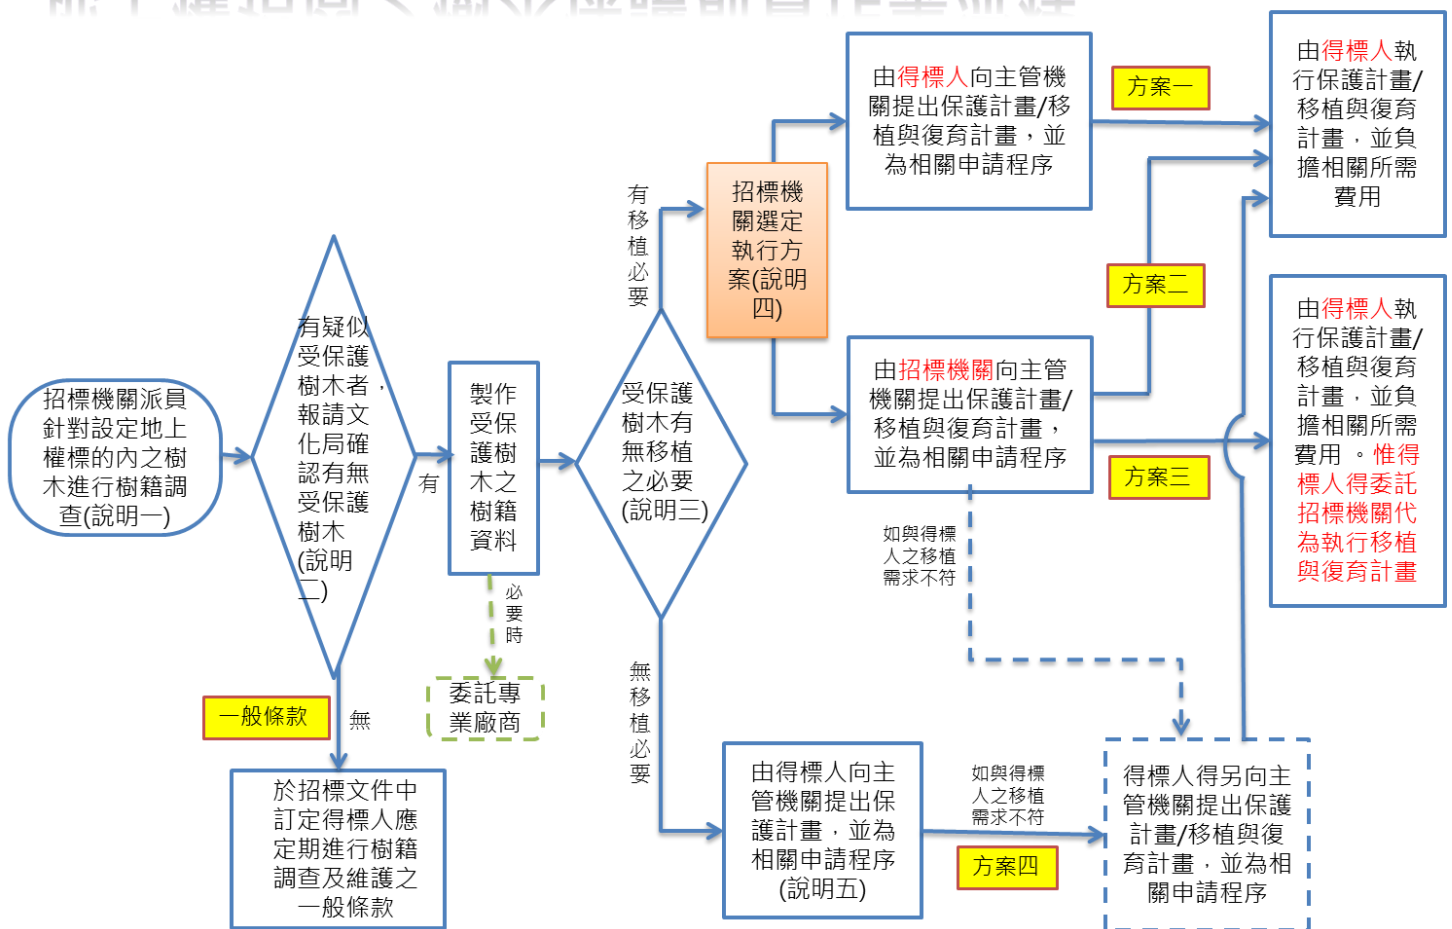 招標機關派員
針對設定地上
權標的內之樹
木進行樹籍調
查(說明一)
有疑似
受保護
樹木者，
報請文
化局確
認有無
受保護
樹木
(說明
二)
有
無
一般條款
於招標文件中
訂定得標人應
定期進行樹籍
調查及維護之
一般條款
製作
受保
護樹
木之
樹籍
資料
必要時
委託專
業廠商
受保護
樹木有
無移植
之必要
(說明三)
有移植必要
無移植必要
招標機
關選定
執行方
案(說明
四)
由得標人向主管機
關提出保護計畫/移
植與復育計畫，並
為相關申請程序
方案一
由得標人執
行保護計畫/
移植與復育
計畫，並負
擔相關所需
費用
由招標機關向主管
機關提出保護計畫/
移植與復育計畫，
並為相關申請程序
方案二
方案三
由得標人執
行保護計畫/
移植與復育
計畫，並負
擔相關所需
費用 。惟得
標人得委託
招標機關代
為執行移植
與復育計畫
如與得標
人之移植
需求不符
由得標人向主
管機關提出保
護計畫，並為
相關申請程序
(說明五)
如與得標
人之移植
需求不符
方案四
得標人得另向主
管機關提出保護
計畫/移植與復
育計畫，並為相
關申請程序